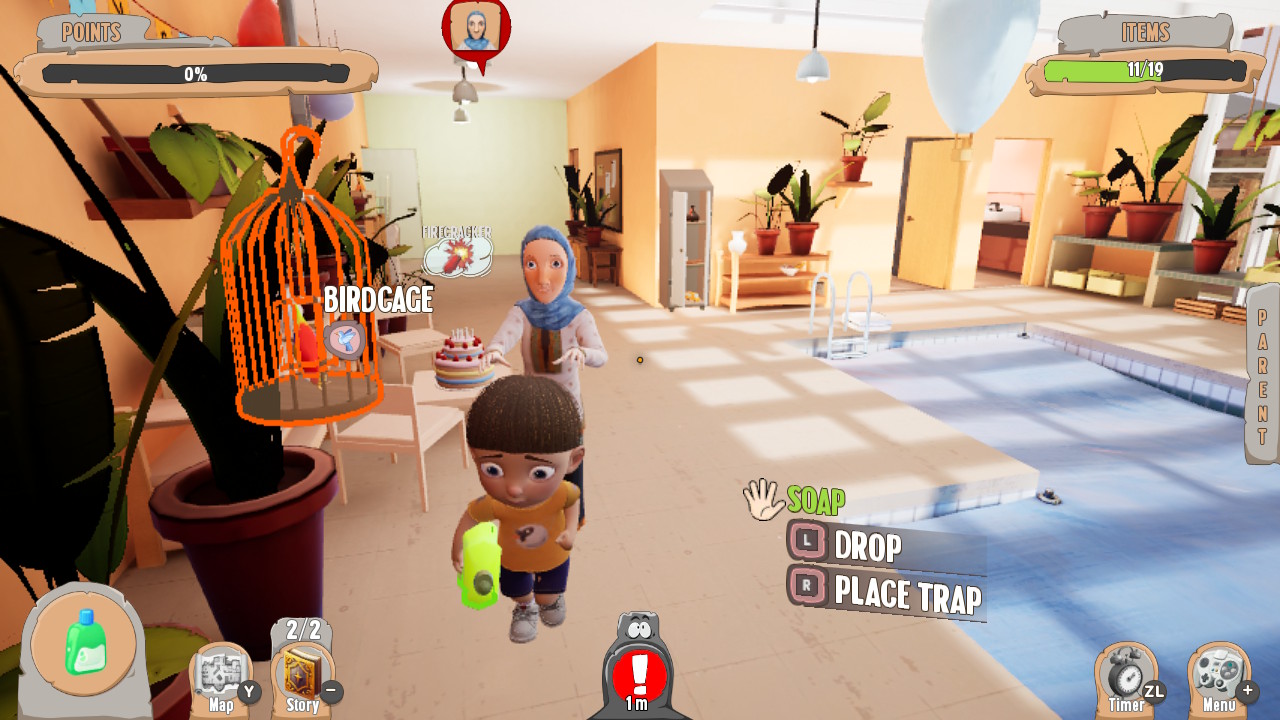 POINTS
0%
ITEMS
11/19
FIRECRACKER
BIRDCAGE
PARENT
SOAP
L DROP
R PLACE TRAP
2/2
Map Y
Story -
1m
Timer ZL
Menu +